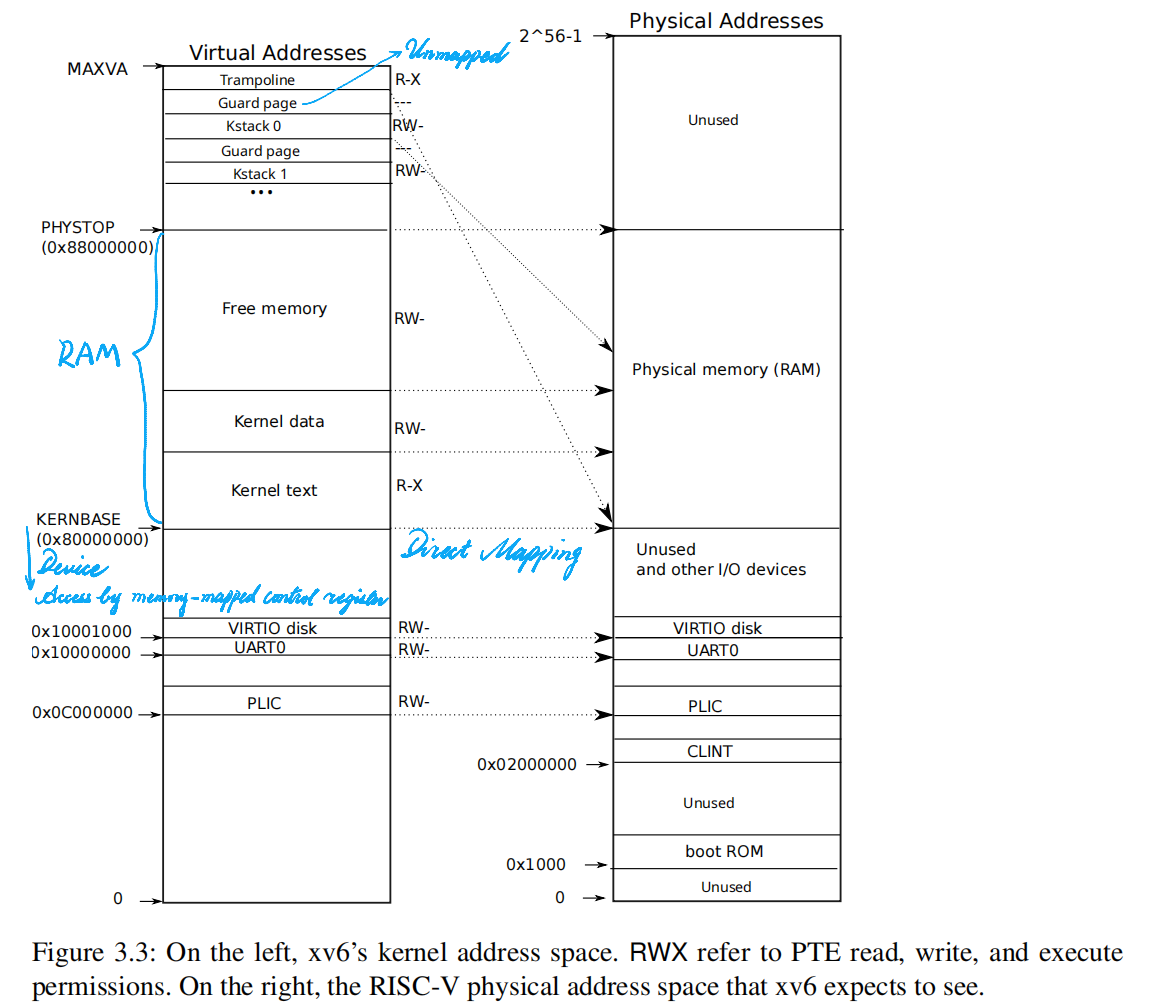 Physical Addresses
2^56-1
Virtual Addresses
Unmapped
MAXVA
Trampoline
R-X
Guard page
---
Kstack 0
RW-
Unused
Guard page
---
Kstack 1
RW-
•••
PHYSTOP
(0x88000000)
Free memory
RW-
RAM
Physical memory (RAM)
Kernel data
RW-
Kernel text
R-X
KERNBASE
(0x80000000)
Direct Mapping
Unused
and other I/O devices
Device
Access by memory-mapped control register
0x10001000
VIRTIO disk
RW-
VIRTIO disk
0x10000000
UART0
RW-
UART0
0x0C000000
PLIC
RW-
PLIC
CLINT
0x02000000
Unused
boot ROM
0x1000
Unused
0
0
Figure 3.3: On the left, xv6’s kernel address space. RWX refer to PTE read, write, and execute
permissions. On the right, the RISC-V physical address space that xv6 expects to see.